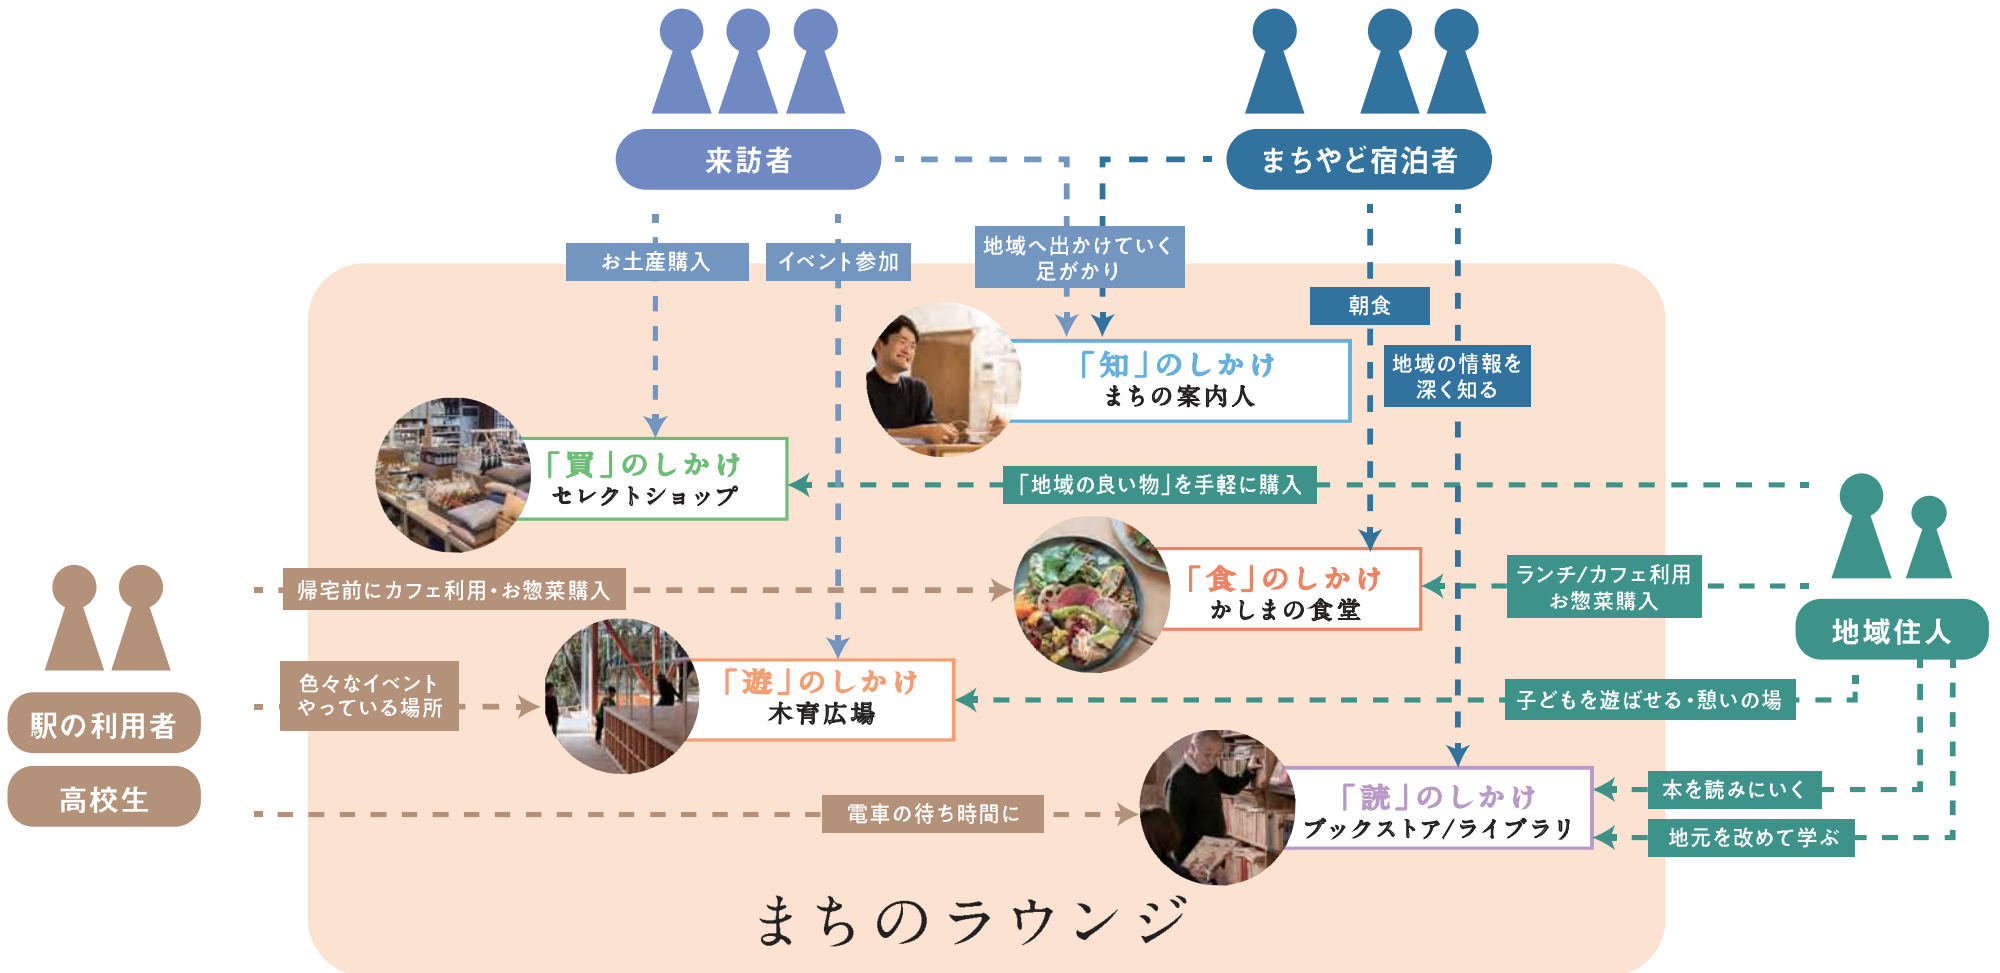 来訪者
まちやど宿泊者
お土産購入
イベント参加
地域へ出かけていく
足がかり
朝食
地域の情報を
深く知る
「知」のしかけ
まちの案内人
「買」のしかけ
セレクトショップ
「地域の良い物」を手軽に購入
帰宅前にカフェ利用・お惣菜購入
「食」のしかけ
かしまの食堂
ランチ/カフェ利用
お惣菜購入
地域住人
色々なイベント
やっている場所
「遊」のしかけ
木育広場
子どもを遊ばせる・憩いの場
駅の利用者
高校生
電車の待ち時間に
「読」のしかけ
ブックストア/ライブラリ
本を読みにいく
地元を改めて学ぶ
まちのラウンジ